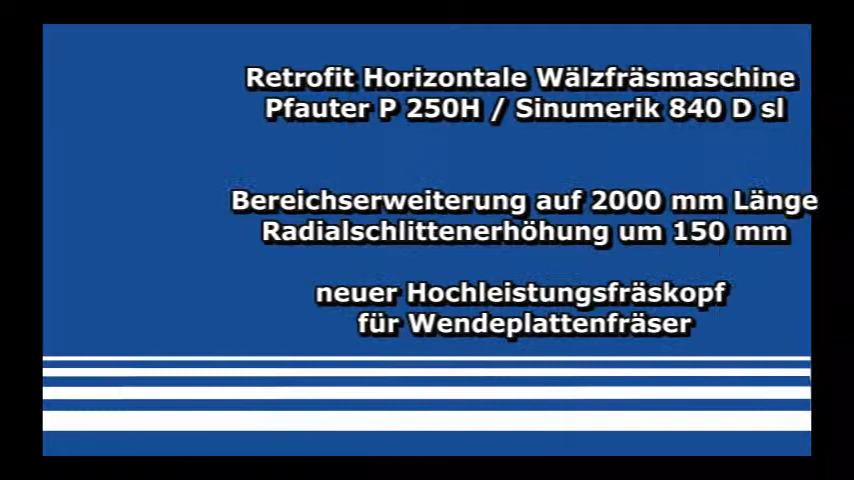 Retrofit Horizontale Wälzfräsmaschine
Pfauter P 250H / Sinumerik 840 D sl
Bereichserweiterung auf 2000 mm Länge
Radialschlittenerhöhung um 150 mm
neuer Hochleistungsfräskopf
für Wendeplattenfräser